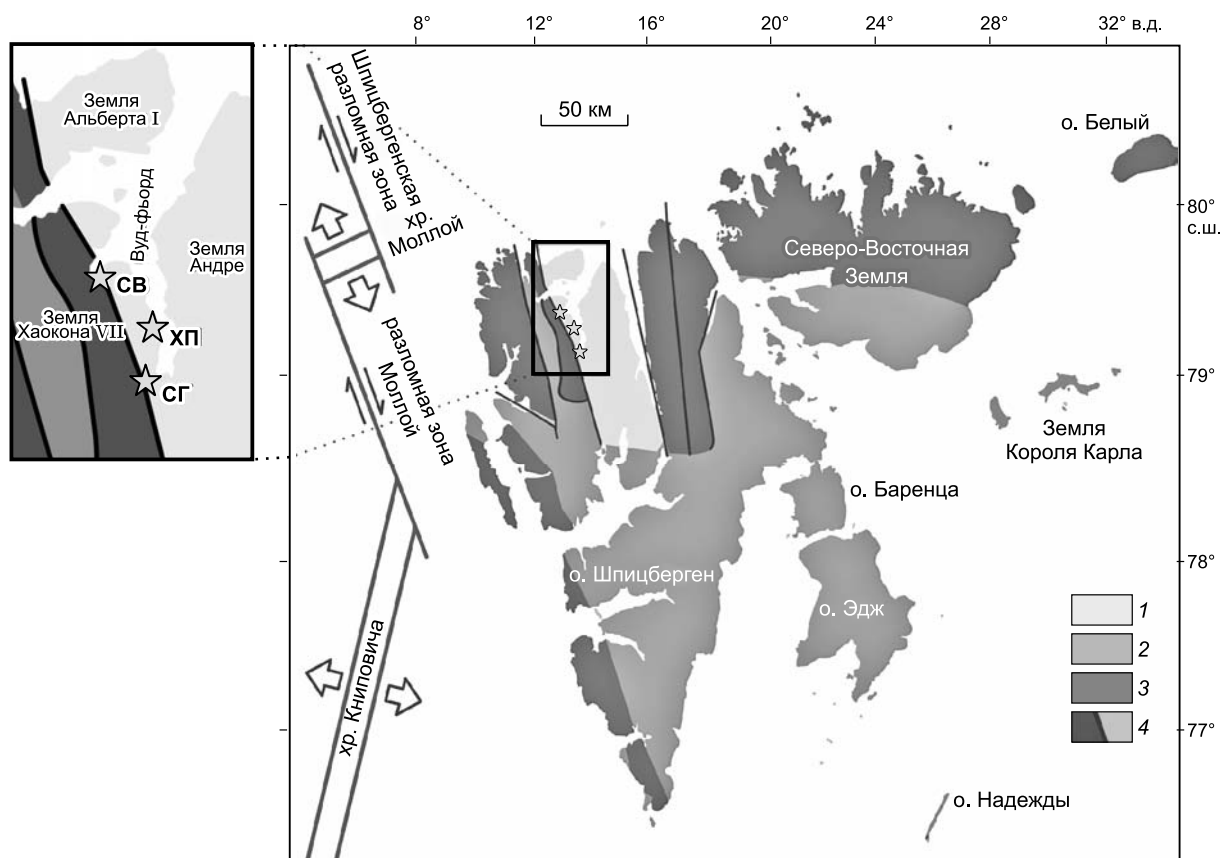 8°
12°
16°
20°
24°
28°
32° в.д.
Земля
Альберта I
Вуд-фьорд
Земля
Андре
СВ
Земля
Хаокона VII
ХП
СГ
Шпицбергенская
разломная зона
хр.
Моллой
разломная зона
Моллой
хр. Книповича
50 км
о. Белый
80°
с.ш.
Северо-Восточная
Земля
79°
Земля
Короля Карла
о. Баренца
78°
о. Шпицберген
о. Эдж
1
2
3
4
77°
о. Надежды